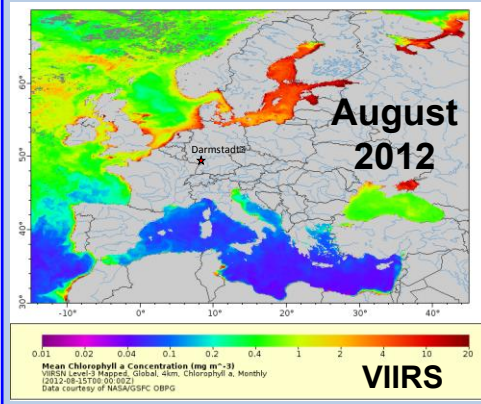 60°
August
2012
Darmstadt
50°
40°
30°
-10° 0° 10° 20° 30° 40°
0.01 0.02 0.04 0.1 0.2 0.4 1 2 4 10 20
Mean Chlorophyll a Concentration (mg m^-3)
VIIRSN Level-3 Mapped, Global, 4km, Chlorophyll a, Monthly
(2012-08-15T00:00:00Z)
Data courtesy of NASA/GSFC OBPG
VIIRS